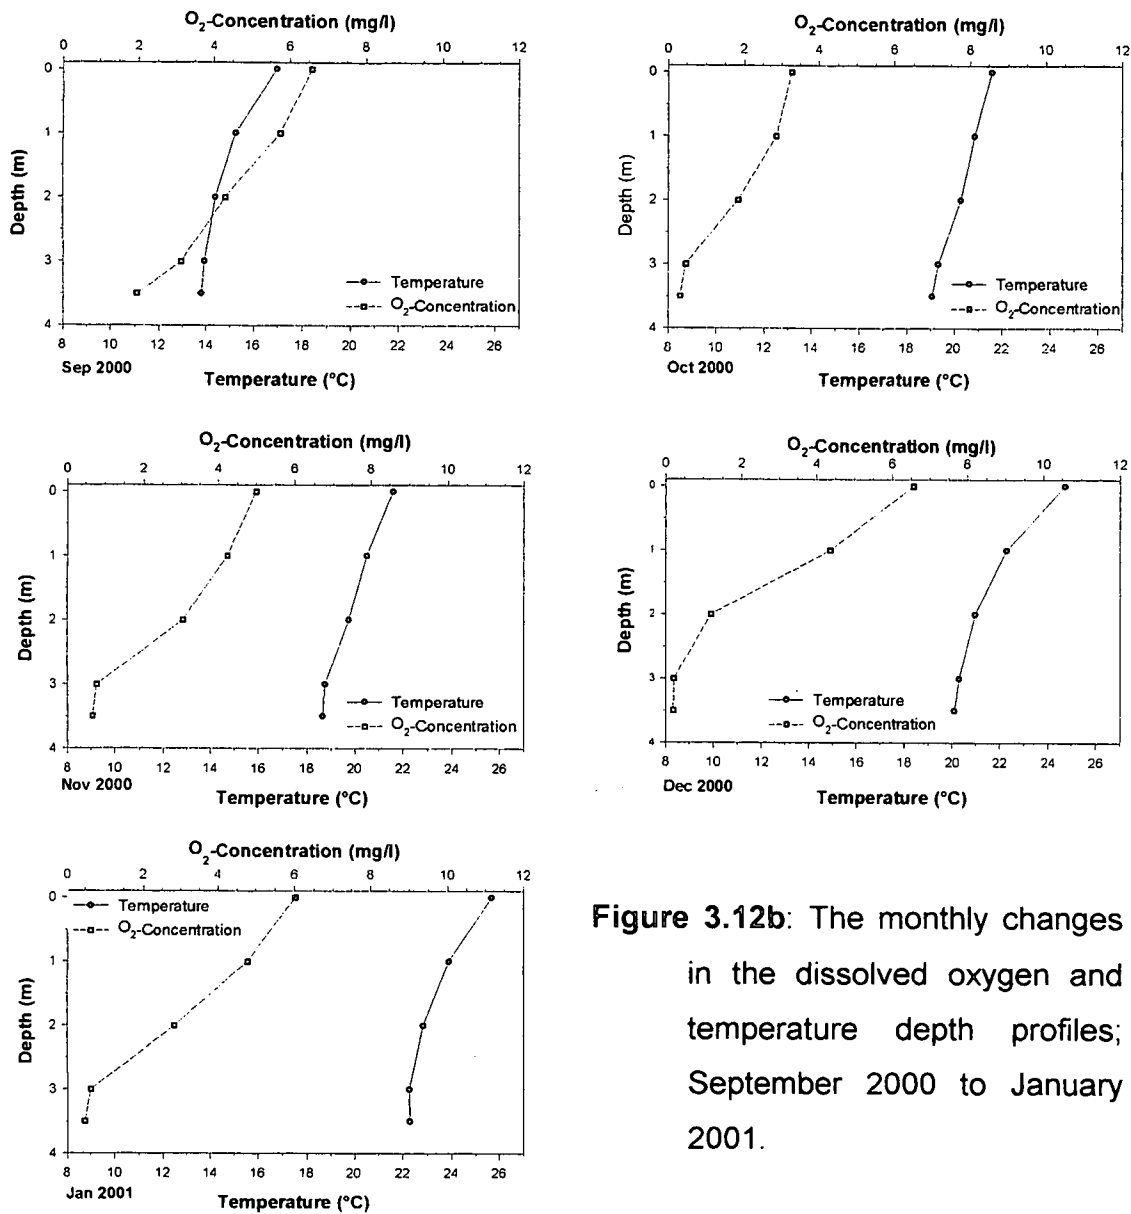 O2-Concentration (mg/l)
0 2 4 6 8 10 12
0
1
2
3
4
Depth (m)
Temperature
O2-Concentration
8 10 12 14 16 18 20 22 24 26
Sep 2000
Temperature (°C)
O2-Concentration (mg/l)
0 2 4 6 8 10 12
0
1
2
3
4
Depth (m)
Temperature
O2-Concentration
8 10 12 14 16 18 20 22 24 26
Oct 2000
Temperature (°C)
O2-Concentration (mg/l)
0 2 4 6 8 10 12
0
1
2
3
4
Depth (m)
Temperature
O2-Concentration
8 10 12 14 16 18 20 22 24 26
Nov 2000
Temperature (°C)
O2-Concentration (mg/l)
0 2 4 6 8 10 12
0
1
2
3
4
Depth (m)
Temperature
O2-Concentration
8 10 12 14 16 18 20 22 24 26
Dec 2000
Temperature (°C)
O2-Concentration (mg/l)
0 2 4 6 8 10 12
0
1
2
3
4
Depth (m)
Temperature
O2-Concentration
8 10 12 14 16 18 20 22 24 26
Jan 2001
Temperature (°C)
Figure 3.12b: The monthly changes
in the dissolved oxygen and
temperature depth profiles;
September 2000 to January
2001.